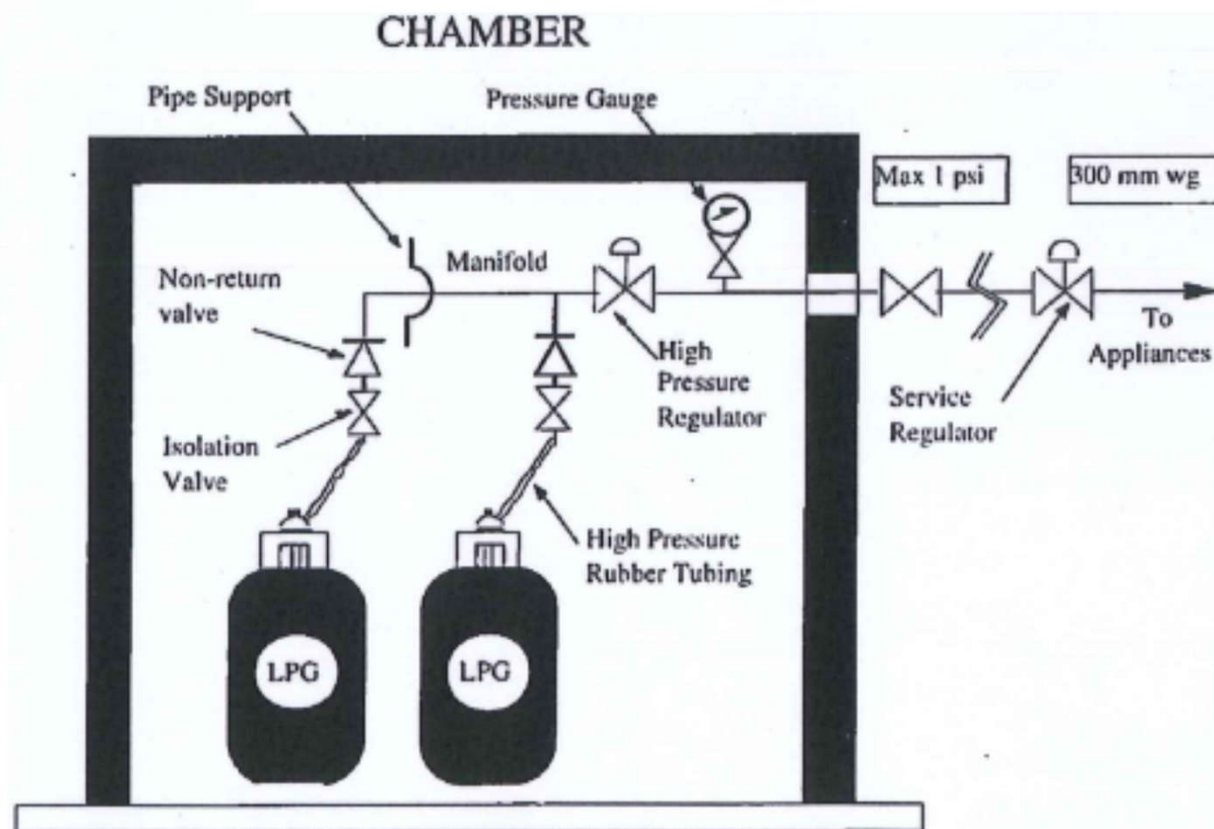 CHAMBER
Pipe Support
Pressure Gauge
Max 1 psi
300 mm wg
Non-return
valve
Manifold
High
Pressure
Regulator
To
Appliances
Service
Regulator
Isolation
Valve
High Pressure
Rubber Tubing
LPG
LPG